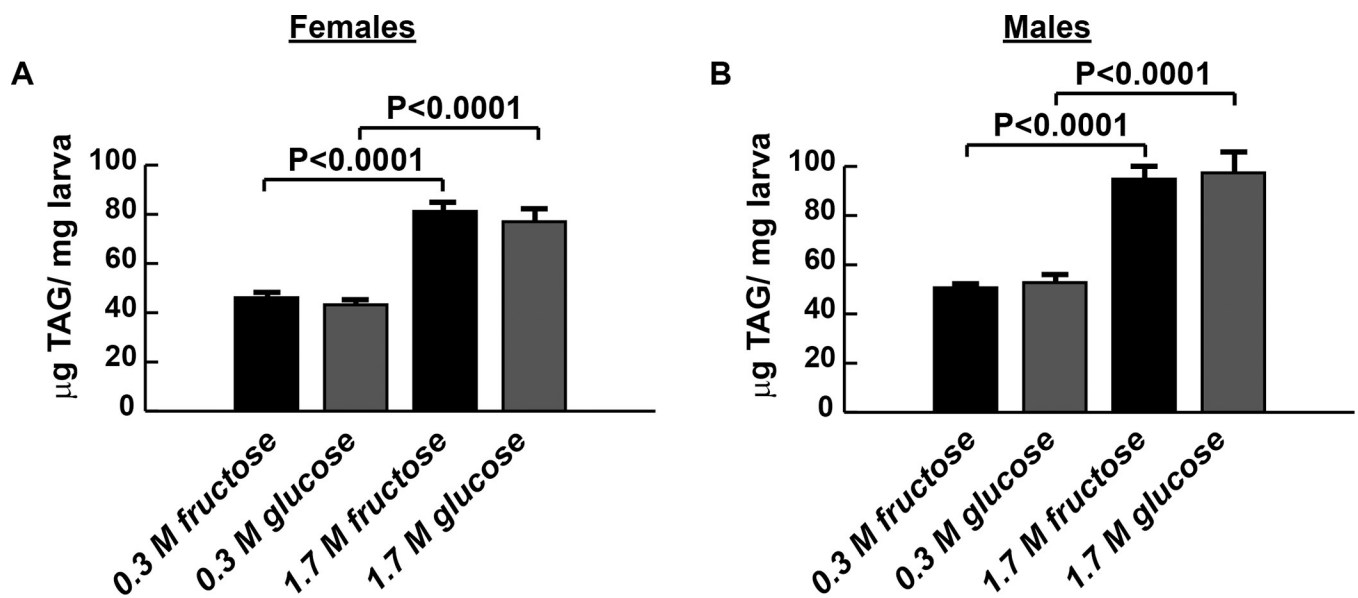 Females
A
P<0.0001
P<0.0001
μg TAG/ mg larva
100
80
60
40
20
0
0.3 M fructose
0.3 M glucose
1.7 M fructose
1.7 M glucose
Males
B
P<0.0001
P<0.0001
μg TAG/ mg larva
100
80
60
40
20
0
0.3 M fructose
0.3 M glucose
1.7 M fructose
1.7 M glucose